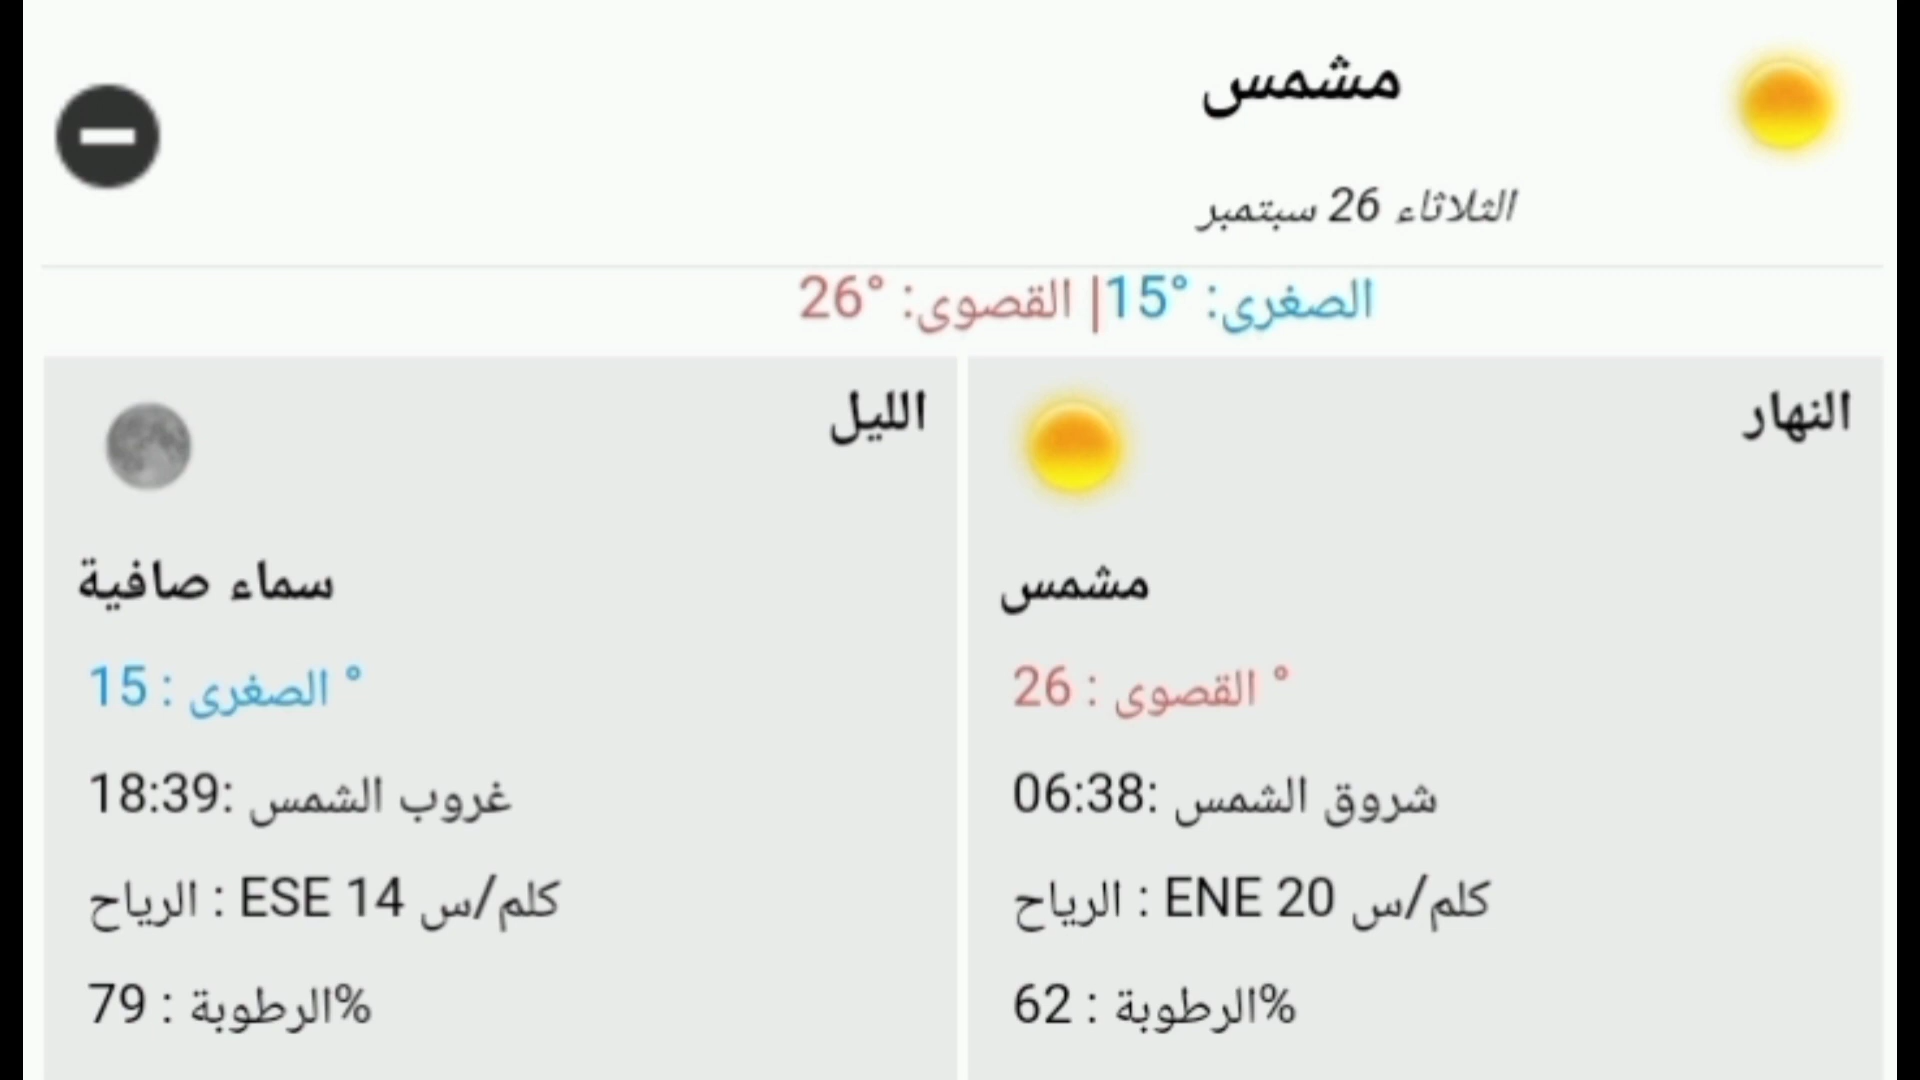 مشمس
الثلاثاء 26 سبتمبر
الصغرى: 15°| القصوى: 26°
النهار
مشمس
° القصوى : 26
شروق الشمس :06:38
كلم/س ENE 20 : الرياح
%الرطوبة : 62
الليل
سماء صافية
° الصغرى : 15
غروب الشمس :18:39
كلم/س ESE 14 : الرياح
%الرطوبة : 79